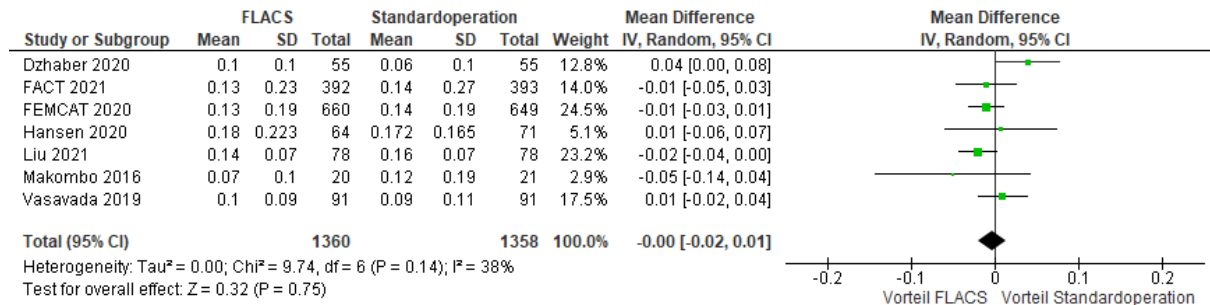 FLACS Standardoperation Mean Difference Mean Difference
Study or Subgroup Mean SD Total Mean SD Total Weight IV, Random, 95% CI IV, Random, 95% CI
Dzhaber 2020 0.1 0.1 55 0.06 0.1 55 12.8% 0.04 [0.00, 0.08]
FACT 2021 0.13 0.23 392 0.14 0.27 393 14.0% -0.01 [-0.05, 0.03]
FEMCAT 2020 0.13 0.19 660 0.14 0.19 649 24.5% -0.01 [-0.03, 0.01]
Hansen 2020 0.18 0.223 64 0.172 0.165 71 5.1% 0.01 [-0.06, 0.07]
Liu 2021 0.14 0.07 78 0.16 0.07 78 23.2% -0.02 [-0.04, 0.00]
Makombo 2016 0.07 0.1 20 0.12 0.19 21 2.9% -0.05 [-0.14, 0.04]
Vasavada 2019 0.1 0.09 91 0.09 0.11 91 17.5% 0.01 [-0.02, 0.04]
Total (95% CI) 1360 1358 100.0% -0.00 [-0.02, 0.01]
Heterogeneity: Tau² = 0.00; Chi² = 9.74, df = 6 (P = 0.14); I² = 38%
Test for overall effect: Z = 0.32 (P = 0.75)
-0.2 -0.1 0 0.1 0.2
Vorteil FLACS Vorteil Standardoperation